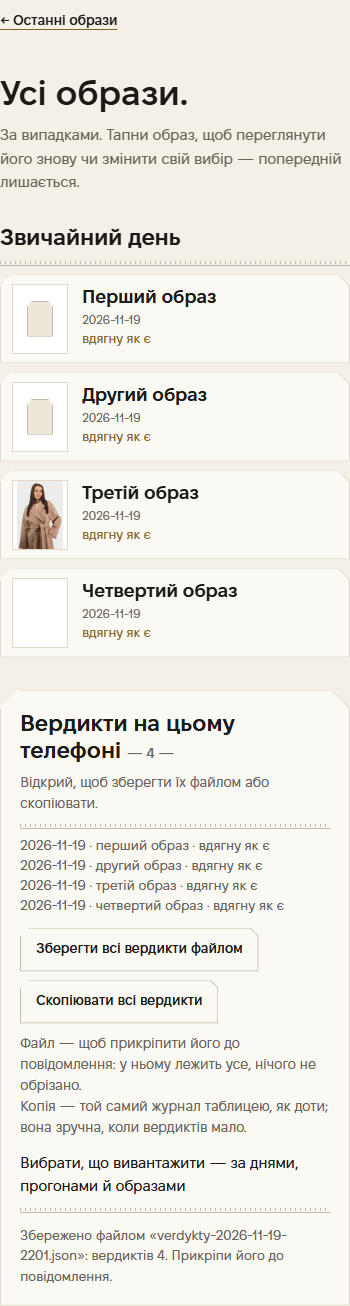 ← Останні образи
Усі образи.
За випадками. Тапни образ, щоб переглянути
його знову чи змінити свій вибір — попередній
лишається.
Звичайний день
Перший образ
2026-11-19
вдягну як є
Другий образ
2026-11-19
вдягну як є
Третій образ
2026-11-19
вдягну як є
Четвертий образ
2026-11-19
вдягну як є
Вердикти на цьому
телефоні — 4 —
Відкрий, щоб зберегти їх файлом або
скопіювати.
2026-11-19 · перший образ · вдягну як є
2026-11-19 · другий образ · вдягну як є
2026-11-19 · третій образ · вдягну як є
2026-11-19 · четвертий образ · вдягну як є
Зберегти всі вердикти файлом
Скопіювати всі вердикти
Файл — щоб прикріпити його до
повідомлення: у ньому лежить усе, нічого не
обрізано.
Копія — той самий журнал таблицею, як доти;
вона зручна, коли вердиктів мало.
Вибрати, що вивантажити — за днями,
прогонами й образами
Збережено файлом «verdykty-2026-11-19-
2201.json»: вердиктів 4. Прикріпи його до
повідомлення.